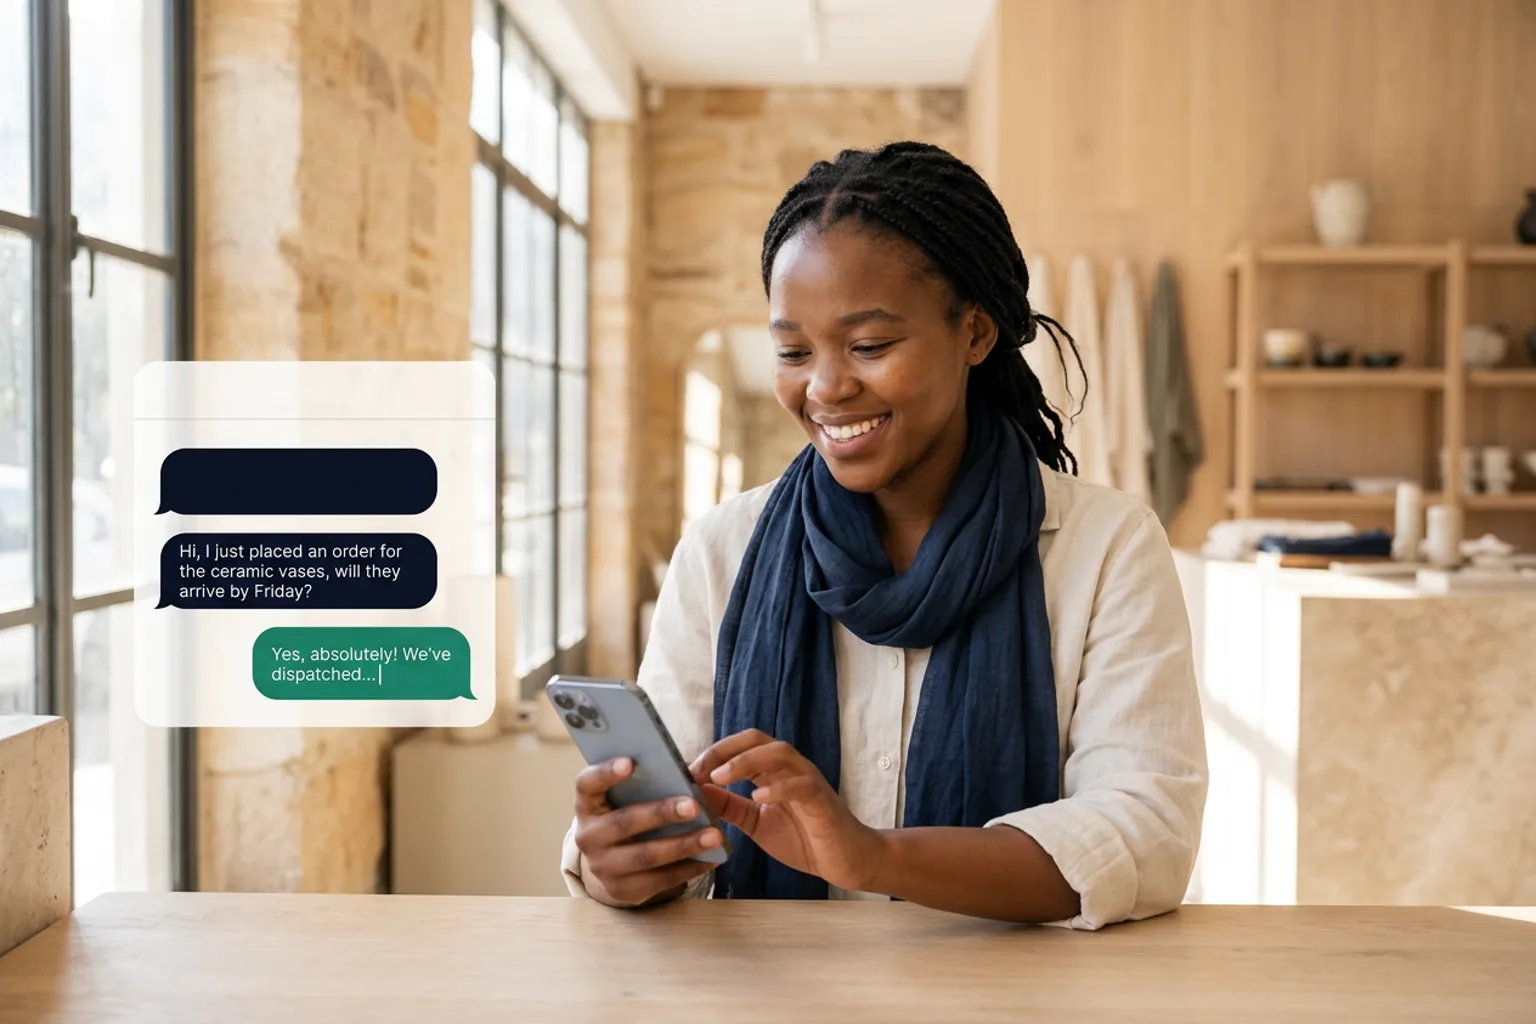 Hi, I just placed an order for
the ceramic vases, will they
arrive by Friday?
Yes, absolutely! We've
dispatched...